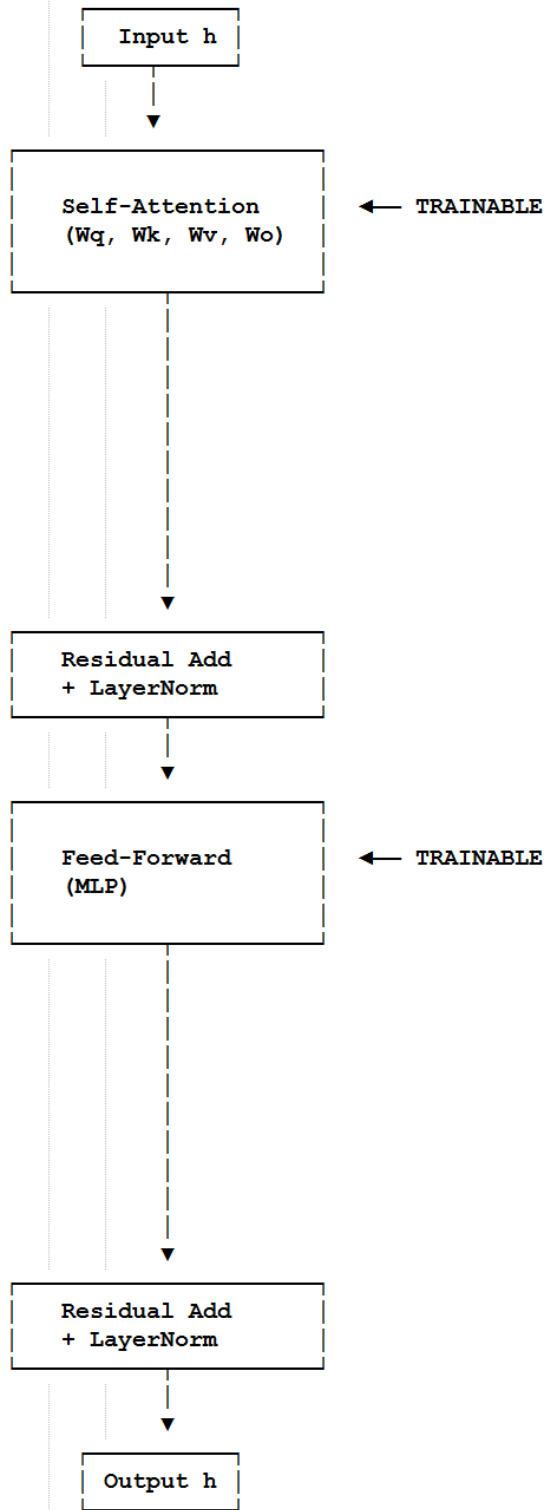 Input h
Self-Attention
TRAINABLE
(Wq, Wk, Wv, Wo)
Residual Add
+ LayerNorm
Feed-Forward
TRAINABLE
(MLP)
Residual Add
+ LayerNorm
Output h